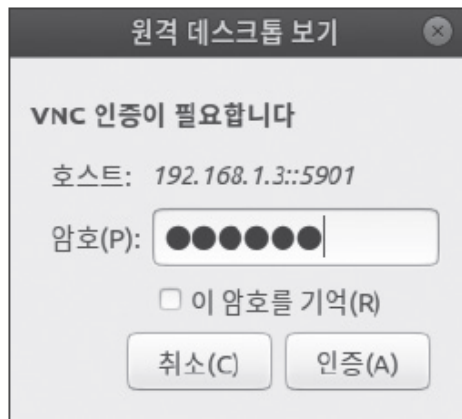 원격 데스크톱 보기
VNC 인증이 필요합니다
호스트: 192.168.1.3::5901
암호(P): ●●●●●●
이 암호를 기억(R)
취소(C) 인증(A)